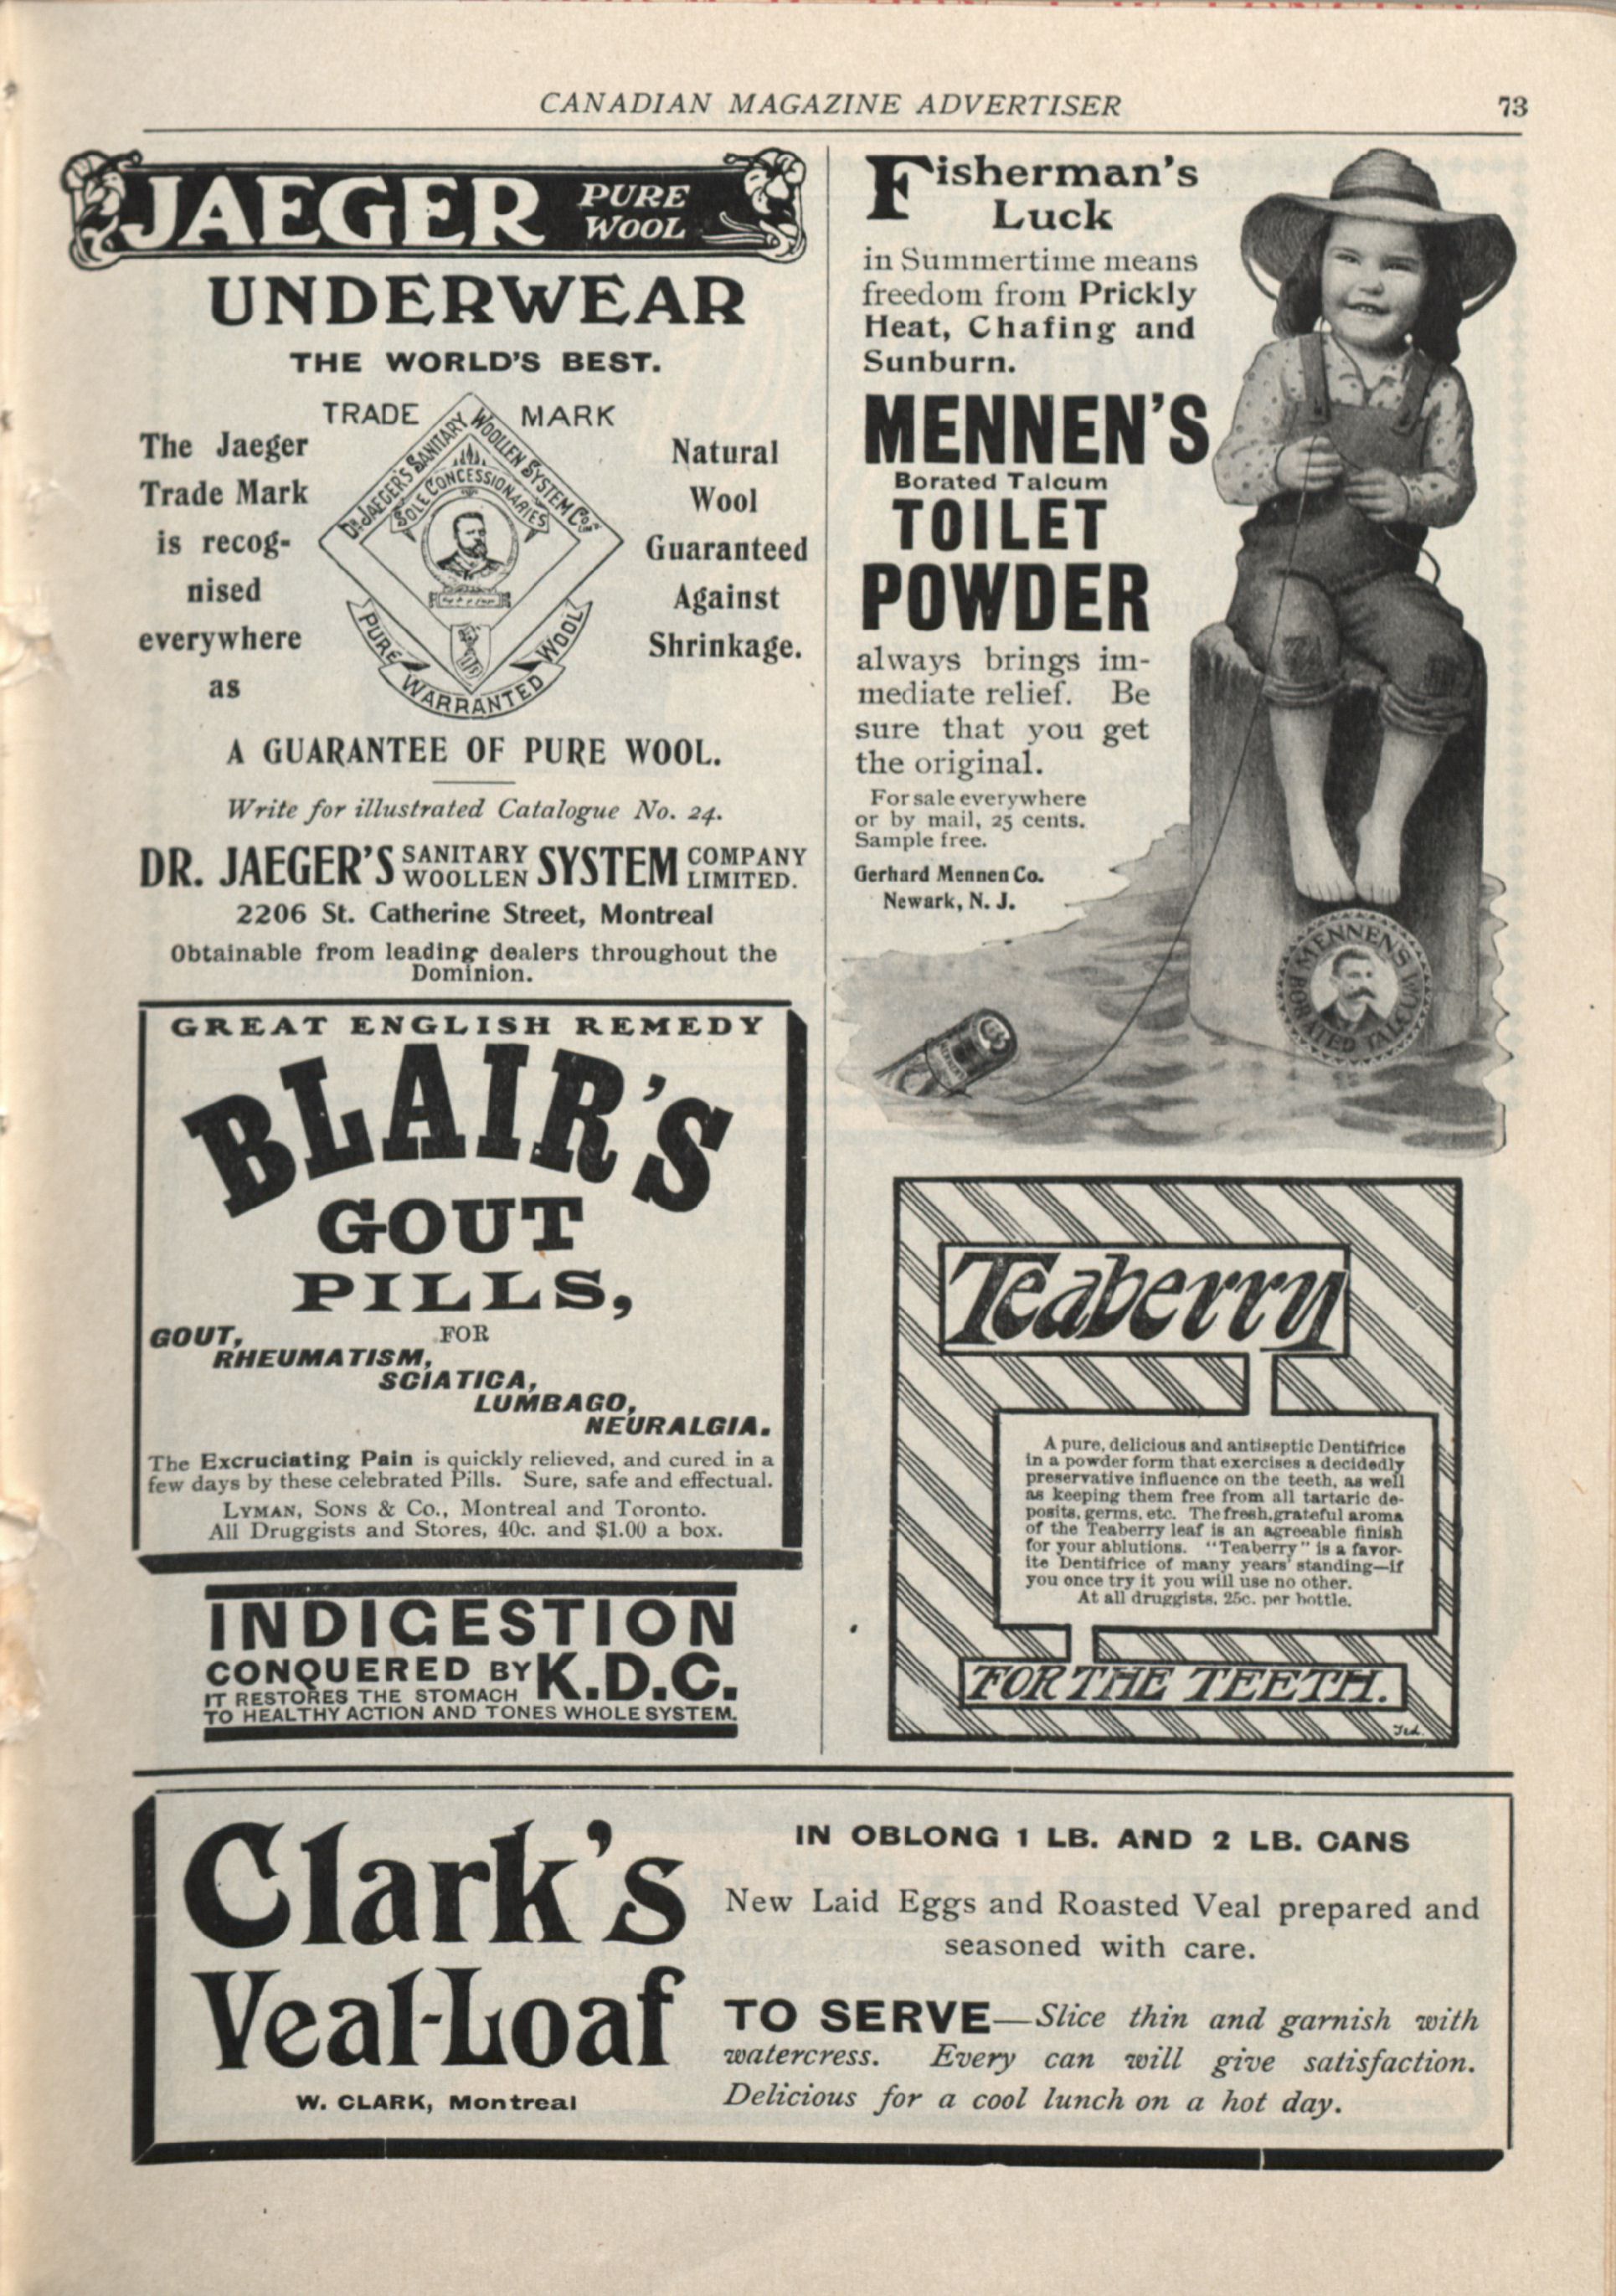 CANADIAN MAGAZINE ADVERTISER
73
JAEGER PURE WOOL
UNDERWEAR
THE WORLD'S BEST.
TRADE MARK
The Jaeger
Trade Mark
is recog-
nised
everywhere
as
DR. JAEGER'S SANITARY WOOLLEN SYSTEM Co's
SOLE CONCESSIONARIES
PURE
WARRANTED
WOOL
Natural
Wool
Guaranteed
Against
Shrinkage.
A GUARANTEE OF PURE WOOL.
Write for illustrated Catalogue No. 24.
DR. JAEGER'S SANITARY WOOLLEN SYSTEM COMPANY LIMITED.
2206 St. Catherine Street, Montreal
Obtainable from leading dealers throughout the
Dominion.
GREAT ENGLISH REMEDY
BLAIR'S
GOUT
PILLS,
FOR
GOUT,
RHEUMATISM,
SCIATICA,
LUMBAGO,
NEURALGIA.
The Excruciating Pain is quickly relieved, and cured in a
few days by these celebrated Pills. Sure, safe and effectual.
LYMAN, SONS & CO., Montreal and Toronto.
All Druggists and Stores, 40c. and $1.00 a box.
INDIGESTION
CONQUERED BY K.D.C.
IT RESTORES THE STOMACH
TO HEALTHY ACTION AND TONES WHOLE SYSTEM.
Fisherman's
Luck
in Summertime means
freedom from Prickly
Heat, Chafing and
Sunburn.
MENNEN'S
Borated Talcum
TOILET
POWDER
always brings im-
mediate relief. Be
sure that you get
the original.
For sale everywhere
or by mail, 25 cents.
Sample free.
Gerhard Mennen Co.
Newark, N. J.
MENNEN'S
BORATED TALCUM
Teaberry
A pure, delicious and antiseptic Dentifrice
in a powder form that exercises a decidedly
preservative influence on the teeth, as well
as keeping them free from all tartaric de-
posits, germs, etc. The fresh, grateful aroma
of the Teaberry leaf is an agreeable finish
for your ablutions. "Teaberry" is a favor-
ite Dentifrice of many years' standing—if
you once try it you will use no other.
At all druggists, 25c. per bottle.
FOR THE TEETH.
Clark's
Veal-Loaf
W. CLARK, Montreal
IN OBLONG 1 LB. AND 2 LB. CANS
New Laid Eggs and Roasted Veal prepared and
seasoned with care.
TO SERVE—Slice thin and garnish with
watercress. Every can will give satisfaction.
Delicious for a cool lunch on a hot day.